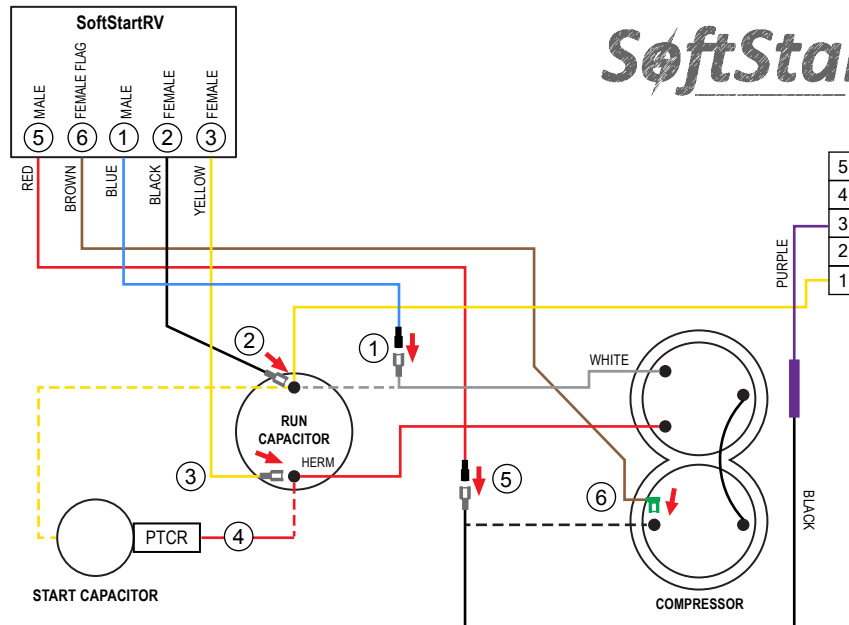 SoftStartRV
MALE
FEMALE FLAG
MALE
FEMALE
FEMALE
5
6
1
2
3
RED
BROWN
BLUE
BLACK
YELLOW
SoftStar
5
4
3
2
1
PURPLE
2
1
WHITE
RUN
CAPACITOR
HERM
3
5
6
BLACK
PTCR
4
START CAPACITOR
COMPRESSOR